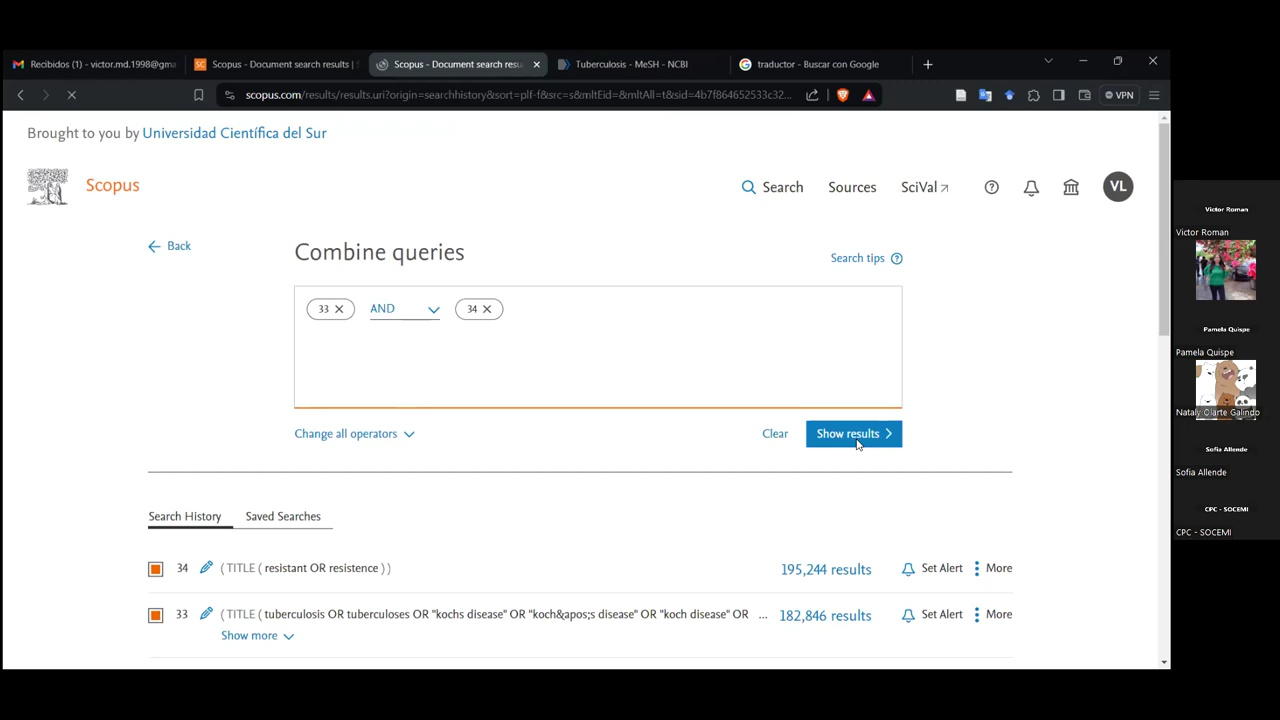 Recibidos (1) - victor.md.1998@gma
Scopus - Document search results |
Scopus - Document search resu
Tuberculosis - MeSH - NCBI
traductor - Buscar con Google
scopus.com/results/results.uri?origin=searchhistory&sort=plf-f&src=s&mltEid=&mltAll=t&sid=4b7f864652533c32...
VPN
Brought to you by Universidad Científica del Sur
Scopus
Search
Sources
SciVal
VL
Back
Combine queries
Search tips
33
AND
34
Change all operators
Clear
Show results
Search History
Saved Searches
34 ( TITLE ( resistant OR resistence ) )
195,244 results
Set Alert
More
33 ( TITLE ( tuberculosis OR tuberculoses OR "kochs disease" OR "koch&apos;s disease" OR "koch disease" OR ...
182,846 results
Set Alert
More
Show more
Victor Roman
Victor Roman
Pamela Quispe
Pamela Quispe
Nataly Olarte Galindo
Sofia Allende
Sofia Allende
CPC - SOCEMI
CPC - SOCEMI